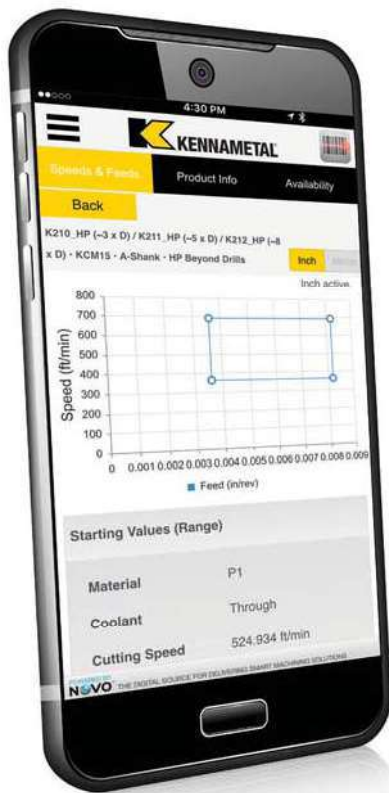 4:30 PM
KENNAMETAL
Speeds & Feeds Product Info Availability
Back
K210_HP (~3 x D) / K211_HP (~5 x D) / K212_HP (~8
x D) • KCM15 • A-Shank • HP Beyond Drills
Inch
Inch active
800
700
600
500
400
300
200
100
0
Speed (ft/min)
0 0.001 0.002 0.003 0.004 0.005 0.006 0.007 0.008 0.009
Feed (in/rev)
Starting Values (Range)
Material P1
Coolant Through
Cutting Speed 524.934 ft/min
POWERED BY
NOVO THE DIGITAL SOURCE FOR DELIVERING SMART MACHINING SOLUTIONS